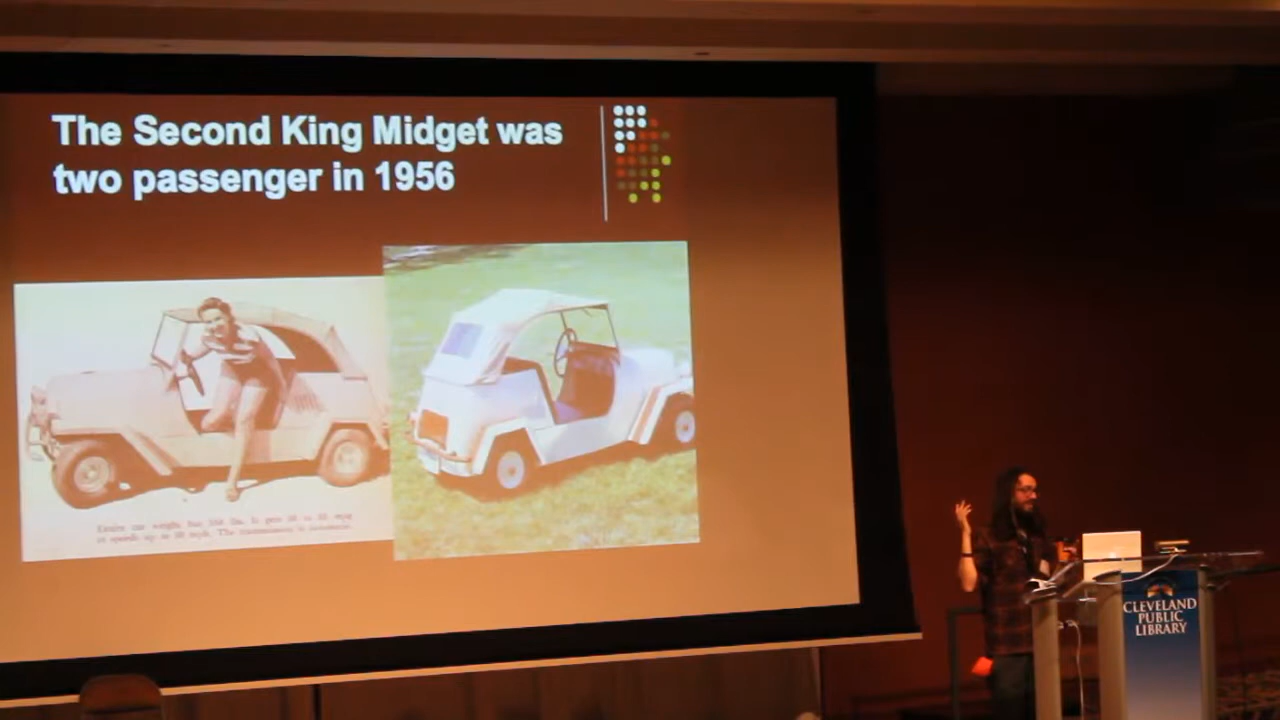 The Second King Midget was
two passenger in 1956
CLEVELAND
PUBLIC
LIBRARY